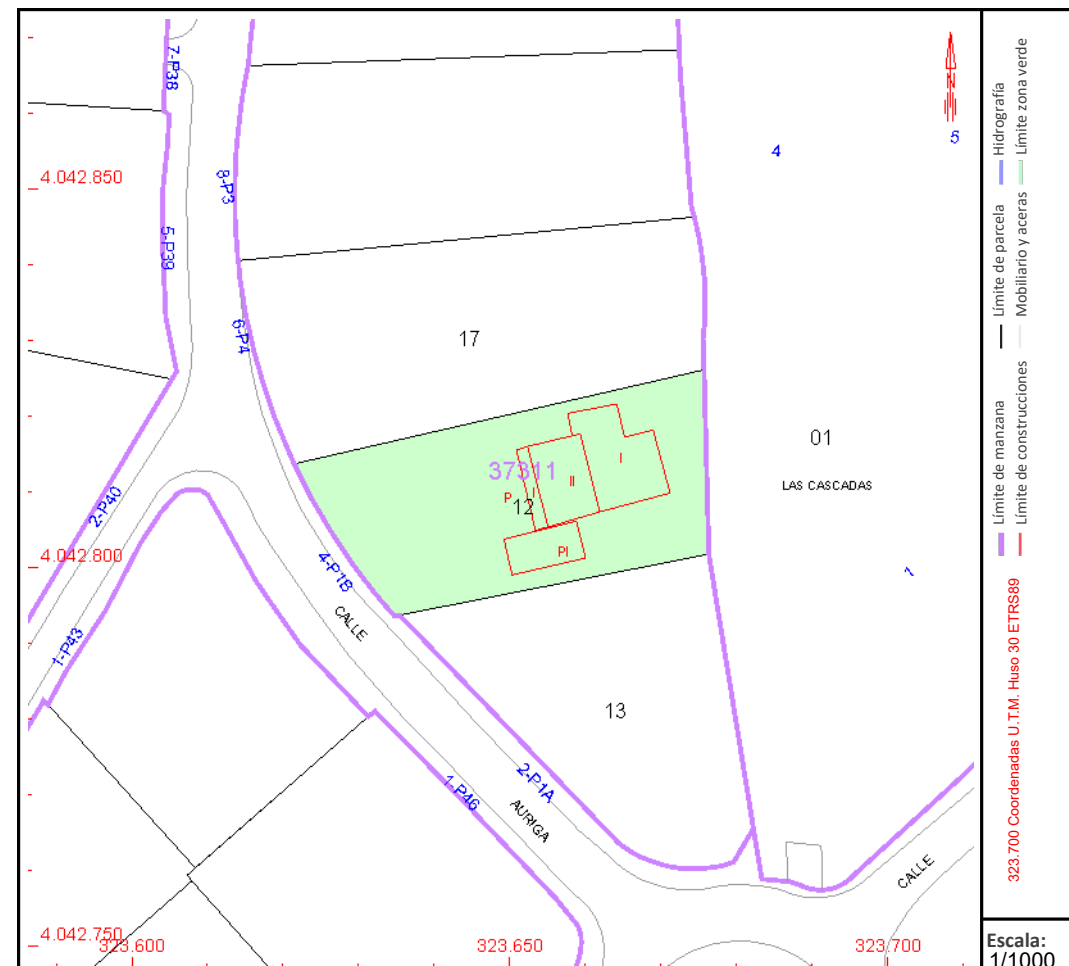 7-P38
4.042.850
8-P3
5-P39
4
5
6-P4
17
01
LAS CASCADAS
37311
I
II
I
P
12
PI
2-P40
4.042.800
4-P1B
CALLE
1
1-P43
13
2-P1A
1-P46
AURIGA
CALLE
4.042.750
323.600
323.650
323.700
N
Hidrografía
Límite zona verde
Límite de parcela
Mobiliario y aceras
Límite de manzana
Límite de construcciones
323.700 Coordenadas U.T.M. Huso 30 ETRS89
Escala:
1/1000